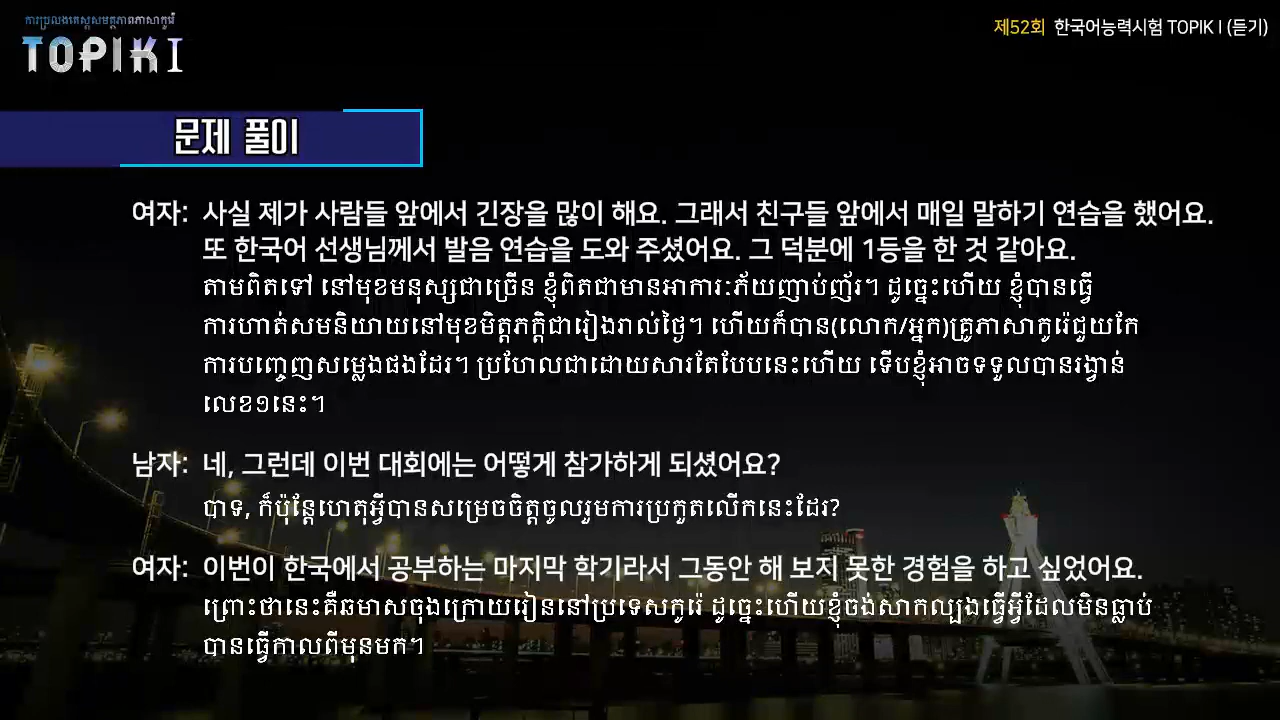 ការប្រលងតេស្តសមត្ថភាពភាសាកូរ៉េ
TOPIK I
제52회 한국어능력시험 TOPIK I (듣기)
문제 풀이
여자: 사실 제가 사람들 앞에서 긴장을 많이 해요. 그래서 친구들 앞에서 매일 말하기 연습을 했어요.
또 한국어 선생님께서 발음 연습을 도와 주셨어요. 그 덕분에 1등을 한 것 같아요.
តាមពិតទៅ នៅមុខមនុស្សជាច្រើន ខ្ញុំពិតជាមានអាការៈភ័យញាប់ញ័រ។ ដូច្នេះហើយ ខ្ញុំបានធ្វើ
ការហាត់សមនិយាយនៅមុខមិត្តភក្តិជារៀងរាល់ថ្ងៃ។ ហើយក៏បាន(លោក/អ្នក)គ្រូភាសាកូរ៉េជួយកែ
ការបញ្ចេញសម្លេងផងដែរ។ ប្រហែលជាដោយសារតែបែបនេះហើយ ទើបខ្ញុំអាចទទួលបានរង្វាន់
លេខ១នេះ។
남자: 네, 그런데 이번 대회에는 어떻게 참가하게 되셨어요?
បាទ, ក៏ប៉ុន្តែហេតុអ្វីបានសម្រេចចិត្តចូលរួមការប្រកួតលើកនេះដែរ?
여자: 이번이 한국에서 공부하는 마지막 학기라서 그동안 해 보지 못한 경험을 하고 싶었어요.
ព្រោះថានេះគឺឆមាសចុងក្រោយរៀននៅប្រទេសកូរ៉េ ដូច្នេះហើយខ្ញុំចង់សាកល្បងធ្វើអ្វីដែលមិនធ្លាប់
បានធ្វើកាលពីមុនមក។